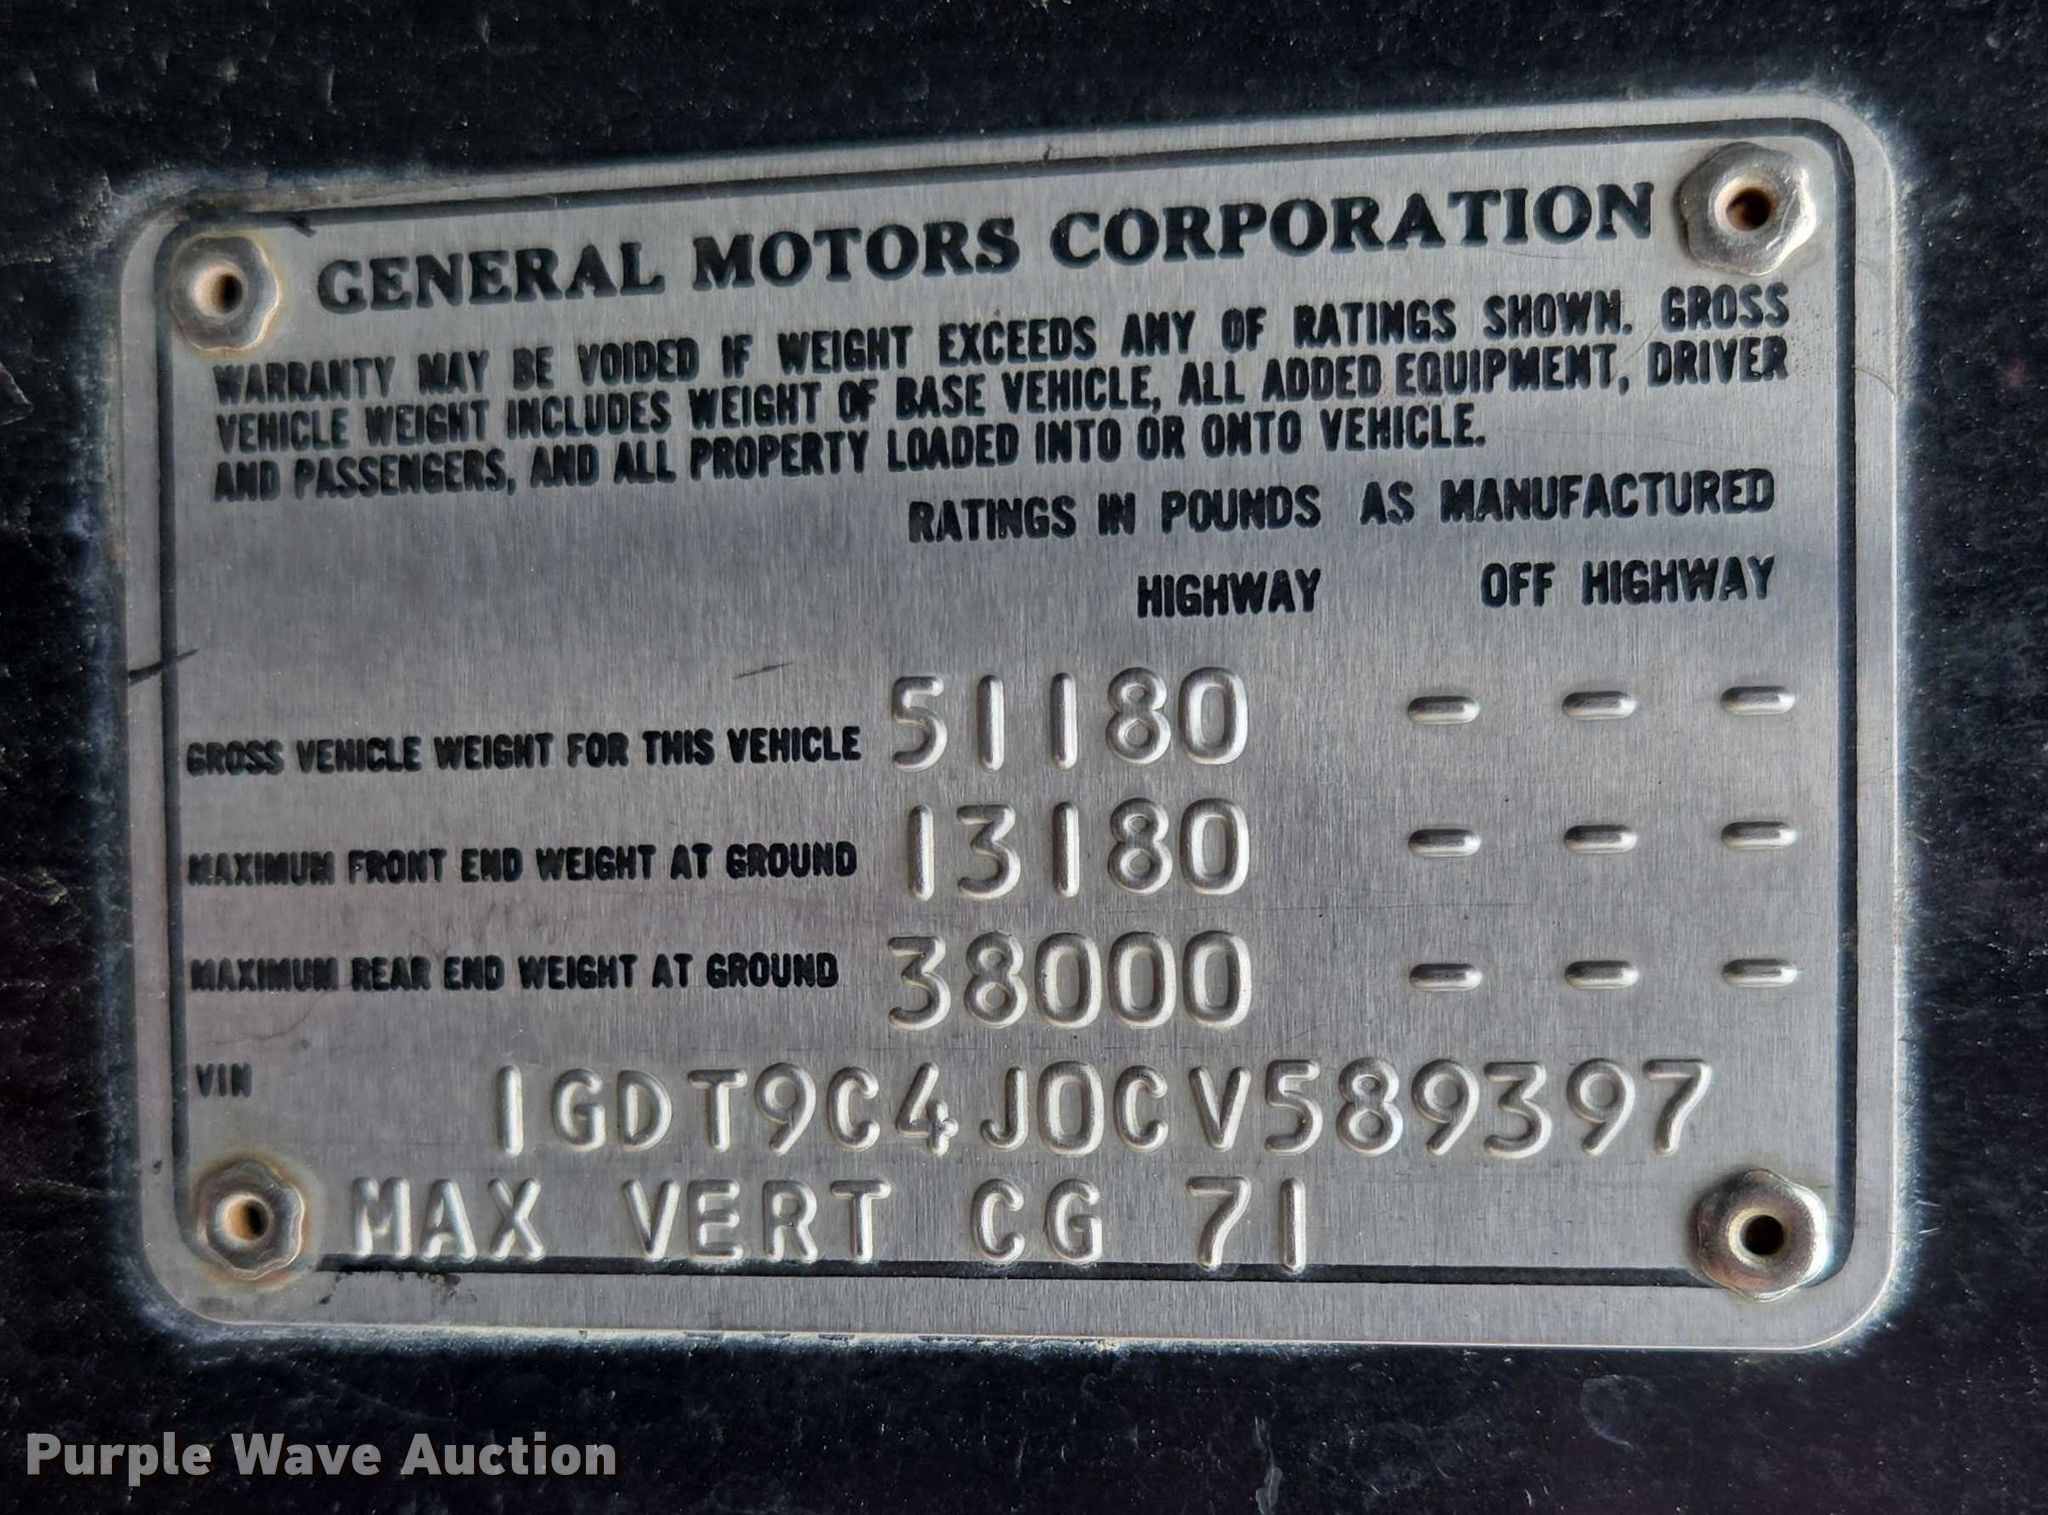 GENERAL MOTORS CORPORATION
WARRANTY MAY BE VOIDED IF WEIGHT EXCEEDS ANY OF RATINGS SHOWN. GROSS
VEHICLE WEIGHT INCLUDES WEIGHT OF BASE VEHICLE, ALL ADDED EQUIPMENT, DRIVER
AND PASSENGERS, AND ALL PROPERTY LOADED INTO OR ONTO VEHICLE.
RATINGS IN POUNDS AS MANUFACTURED
HIGHWAY OFF HIGHWAY
GROSS VEHICLE WEIGHT FOR THIS VEHICLE 51180 - - -
MAXIMUM FRONT END WEIGHT AT GROUND 13180 - - -
MAXIMUM REAR END WEIGHT AT GROUND 38000 - - -
VIN 1GDT9C4J0CV589397
MAX VERT CG 71
Purple Wave Auction